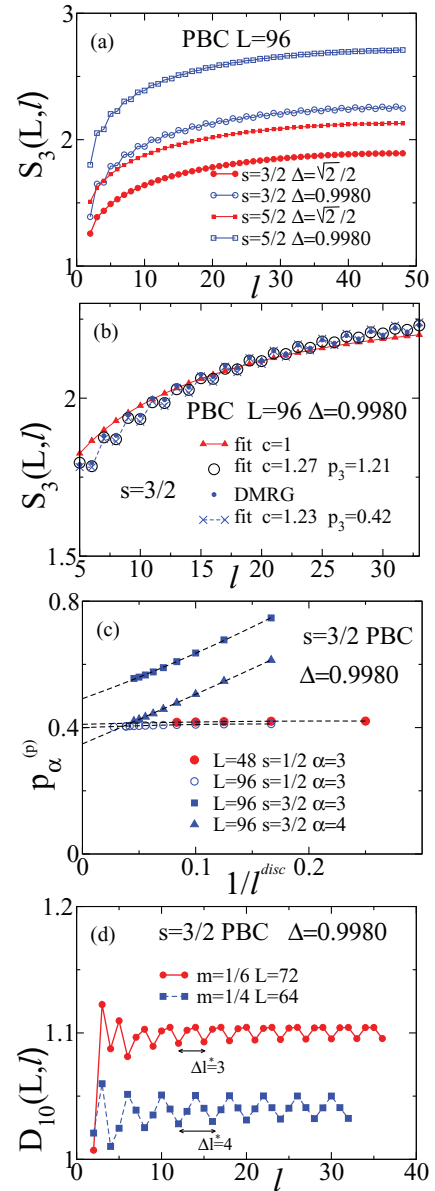 3
(a)
PBC L=96
S₃(L,l)
2
s=3/2 Δ=√2/2
s=3/2 Δ=0.9980
s=5/2 Δ=√2/2
s=5/2 Δ=0.9980
1
0 10 20 30 40 50
l
(b)
S₃(L,l)
2
PBC L=96 Δ=0.9980
fit c=1
fit c=1.27 p₃=1.21
s=3/2
DMRG
fit c=1.23 p₃=0.42
1.5
5 10 15 20 25 30
l
0.8
(c)
s=3/2 PBC
Δ=0.9980
p_α^(p)
0.4
L=48 s=1/2 α=3
L=96 s=1/2 α=3
L=96 s=3/2 α=3
L=96 s=3/2 α=4
0
0 0.1 0.2
1/l^disc
(d)
s=3/2 PBC Δ=0.9980
m=1/6 L=72
m=1/4 L=64
D₁₀(L,l)
1.1
Δl*=3
Δl*=4
1
0 10 20 30 40
l